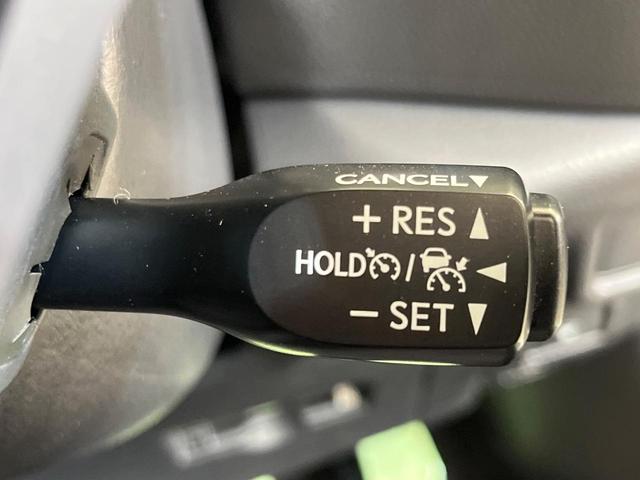 CANCEL▼
+ RES ▲
HOLD / ◀
− SET ▼